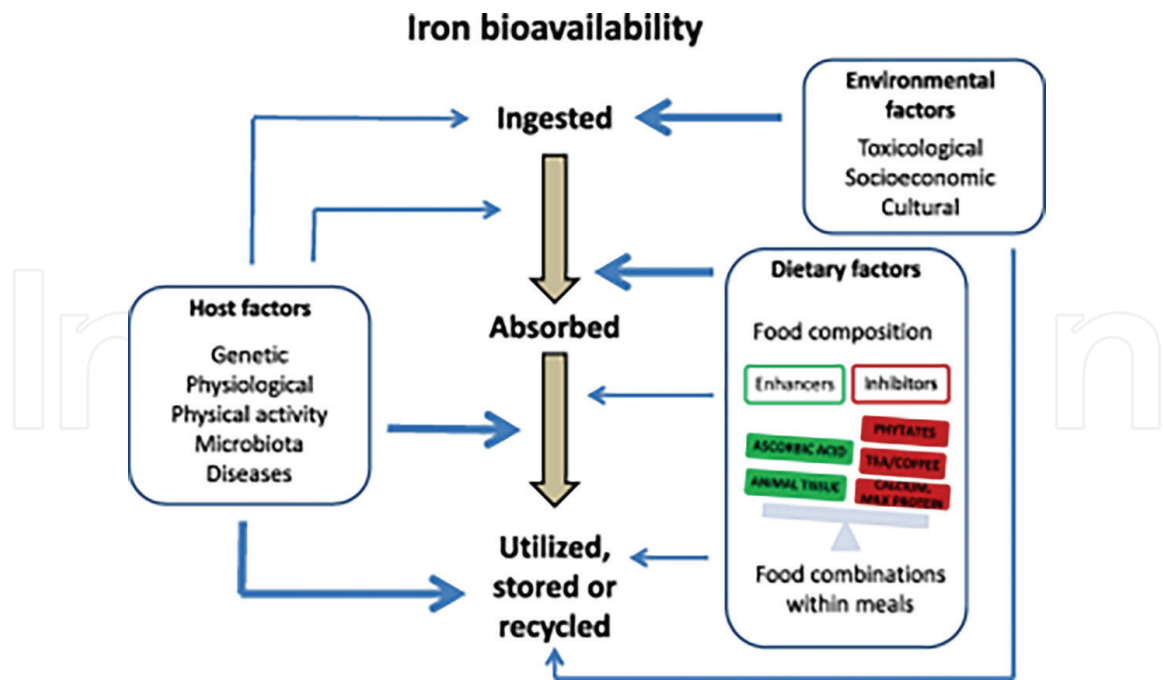 Iron bioavailability
Ingested
Environmental
factors
Toxicological
Socioeconomic
Cultural
Host factors
Genetic
Physiological
Physical activity
Microbiota
Diseases
Absorbed
Dietary factors
Food composition
Enhancers
Inhibitors
ASCORBIC ACID
ANIMAL TISSUE
PHYTATES
TEA/COFFEE
CALCIUM,
MILK PROTEIN
Food combinations
within meals
Utilized,
stored or
recycled